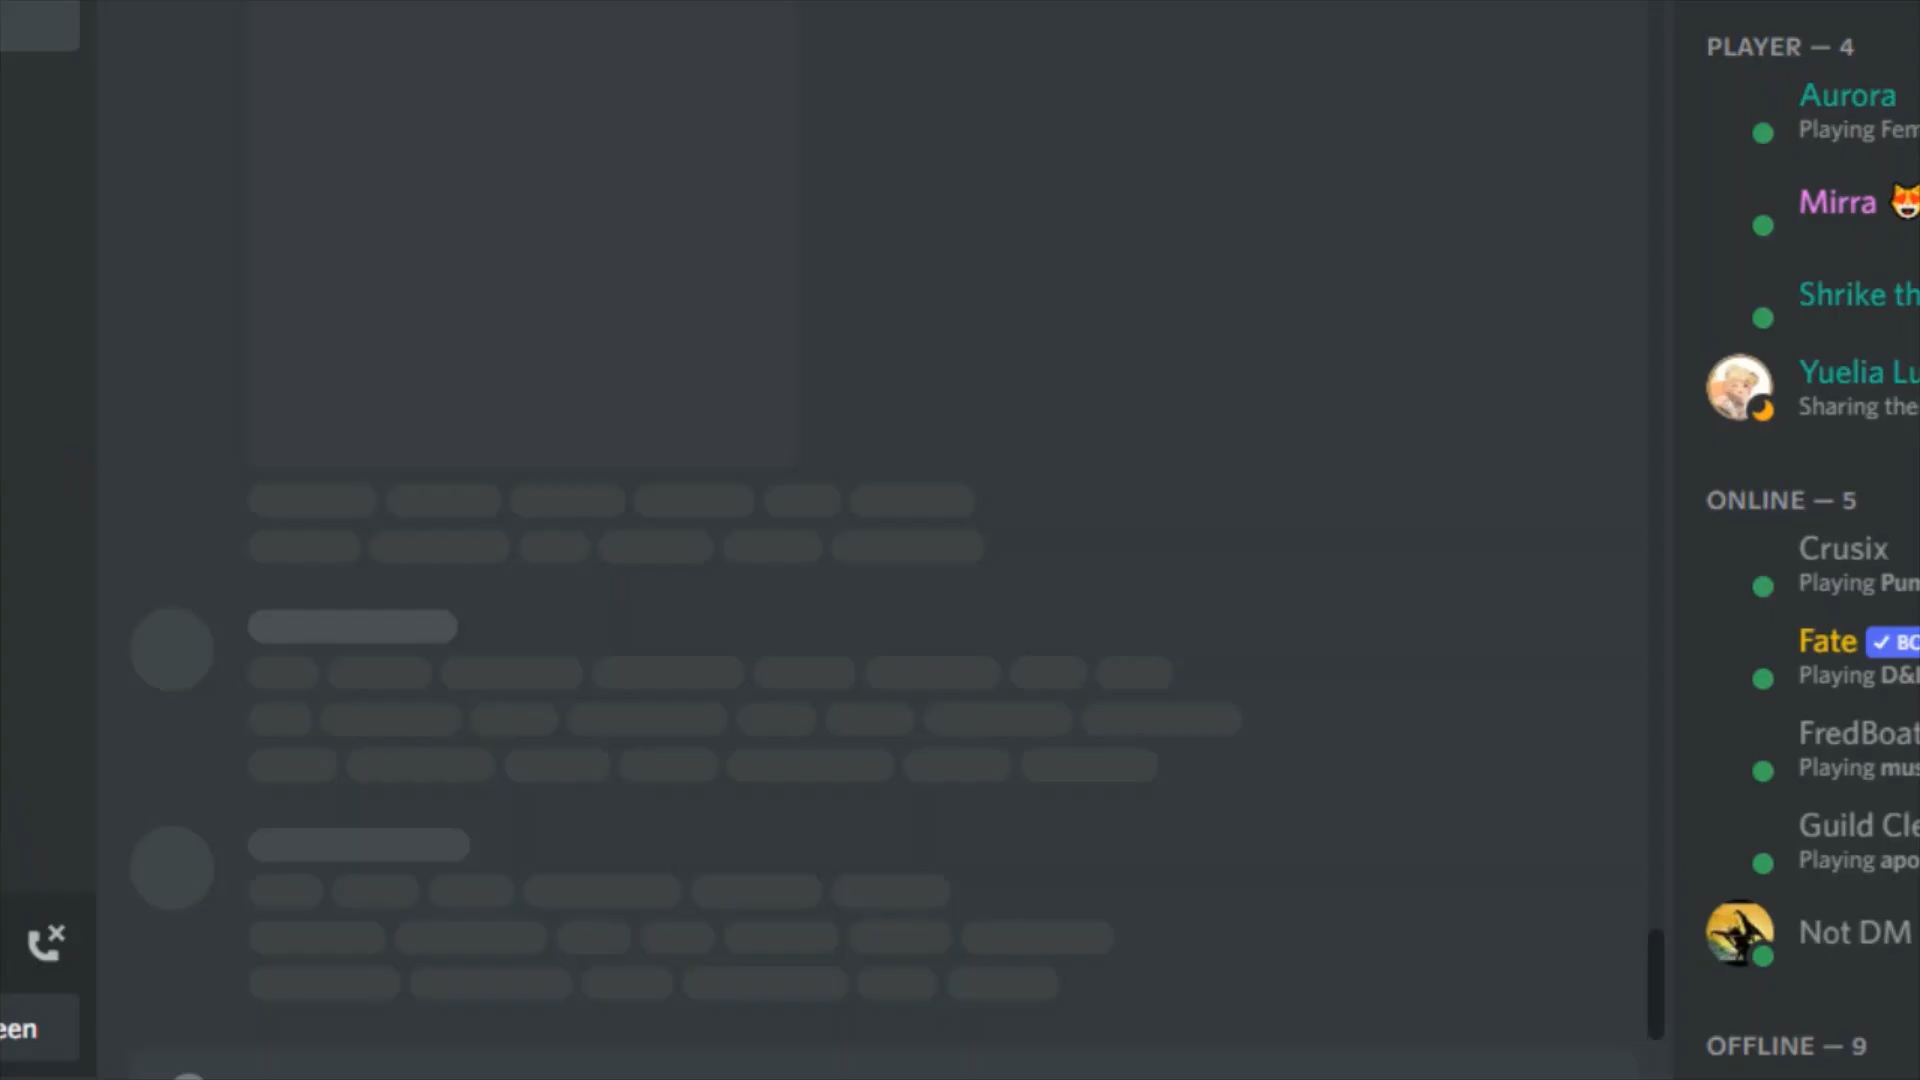 PLAYER — 4
Aurora
Playing Fem
Mirra 😻
Shrike th
Yuelia Lu
Sharing the
ONLINE — 5
Crusix
Playing Pum
Fate ✓ BO
Playing D&
FredBoat
Playing mus
Guild Cle
Playing apo
Not DM
een
OFFLINE — 9